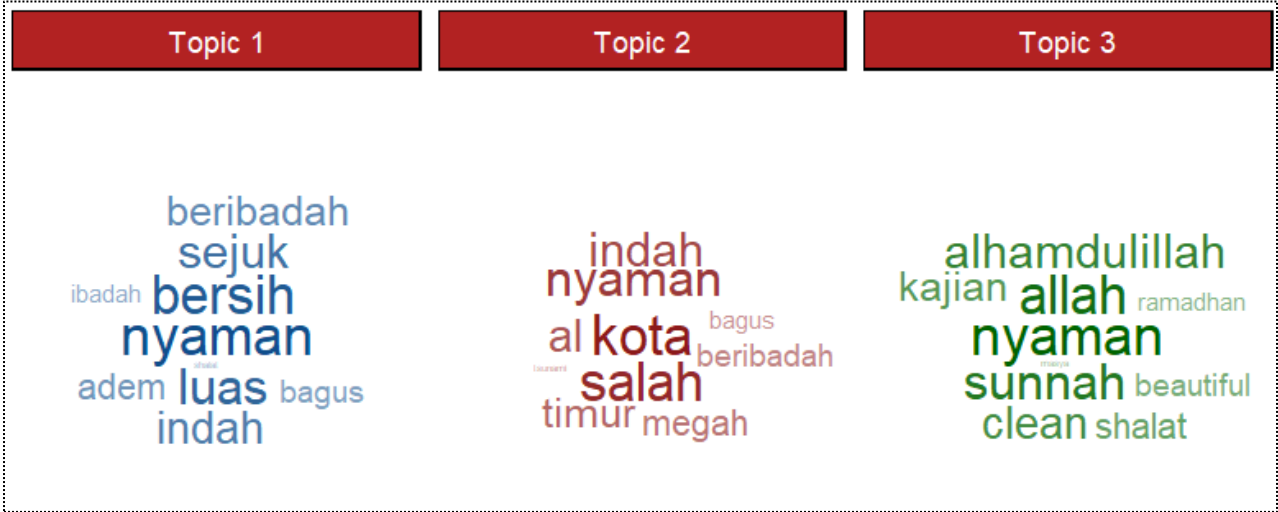 Topic 1
Topic 2
Topic 3
beribadah
sejuk
ibadah bersih
nyaman
shalat
adem luas bagus
indah
indah
nyaman
bagus
al kota
beribadah
salah
timur megah
alhamdulillah
kajian allah ramadhan
nyaman
sunnah beautiful
clean shalat